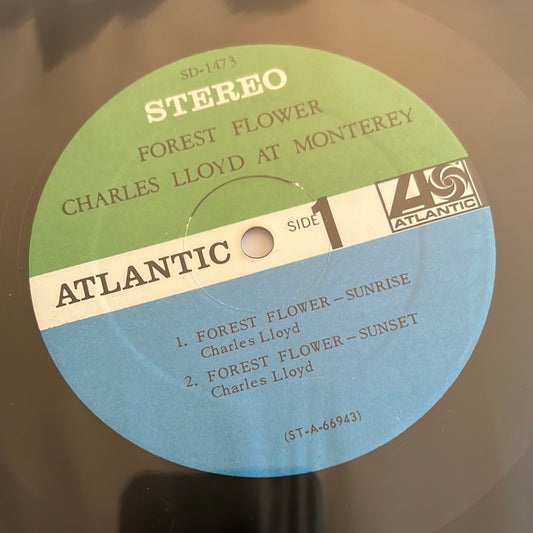 SD-1473
STEREO
FOREST FLOWER
CHARLES LLOYD AT MONTEREY
ATLANTIC
SIDE 1
ATLANTIC
1. FOREST FLOWER—SUNRISE
Charles Lloyd
2. FOREST FLOWER—SUNSET
Charles Lloyd
(ST-A-66943)